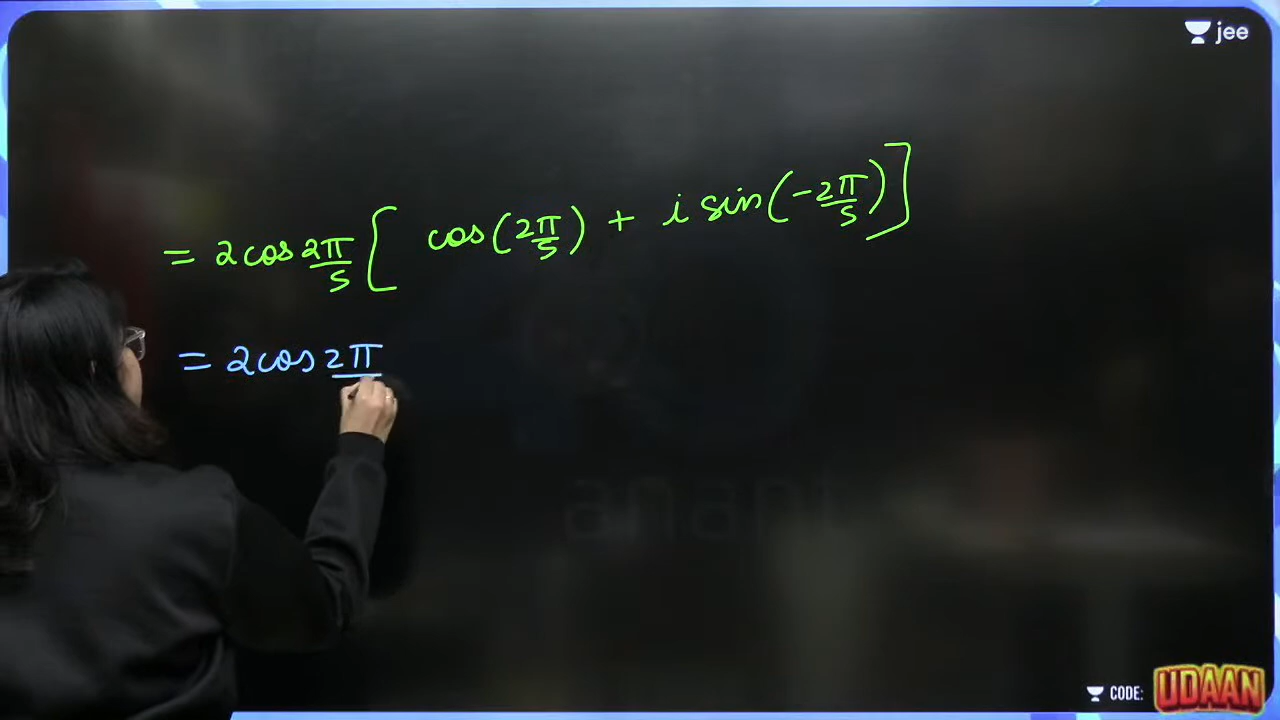 jee
= 2cos 2π/5 [ cos(2π/5) + i sin(-2π/5) ]
= 2cos 2π
CODE: UDAAN